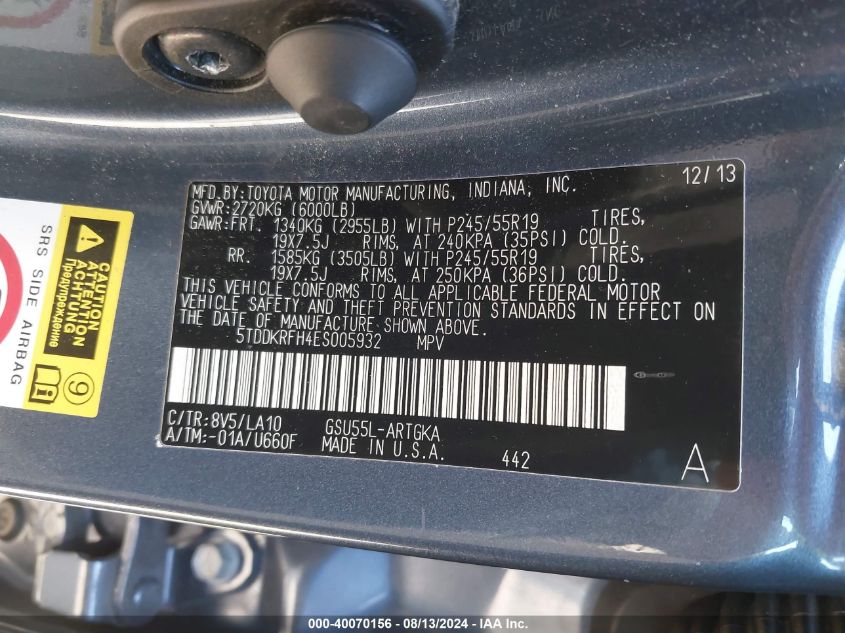 MFD.BY:TOYOTA MOTOR MANUFACTURING, INDIANA, INC. 12/13
GVWR:2720KG (6000LB)
GAWR:FRT. 1340KG (2955LB) WITH P245/55R19 TIRES,
19X7.5J RIMS, AT 240KPA (35PSI) COLD.
RR. 1585KG (3505LB) WITH P245/55R19 TIRES,
19X7.5J RIMS, AT 250KPA (36PSI) COLD.
THIS VEHICLE CONFORMS TO ALL APPLICABLE FEDERAL MOTOR
VEHICLE SAFETY AND THEFT PREVENTION STANDARDS IN EFFECT ON
THE DATE OF MANUFACTURE SHOWN ABOVE.
5TDDKRFH4ES005932 MPV
C/TR:8V5/LA10 GSU55L-ARTGKA
A/TM:-01A/U660F MADE IN U.S.A. 442 A
SRS SIDE AIRBAG
CAUTION
ATTENTION
ACHTUNG
Предупреждение
9
000-40070156 - 08/13/2024 - IAA Inc.